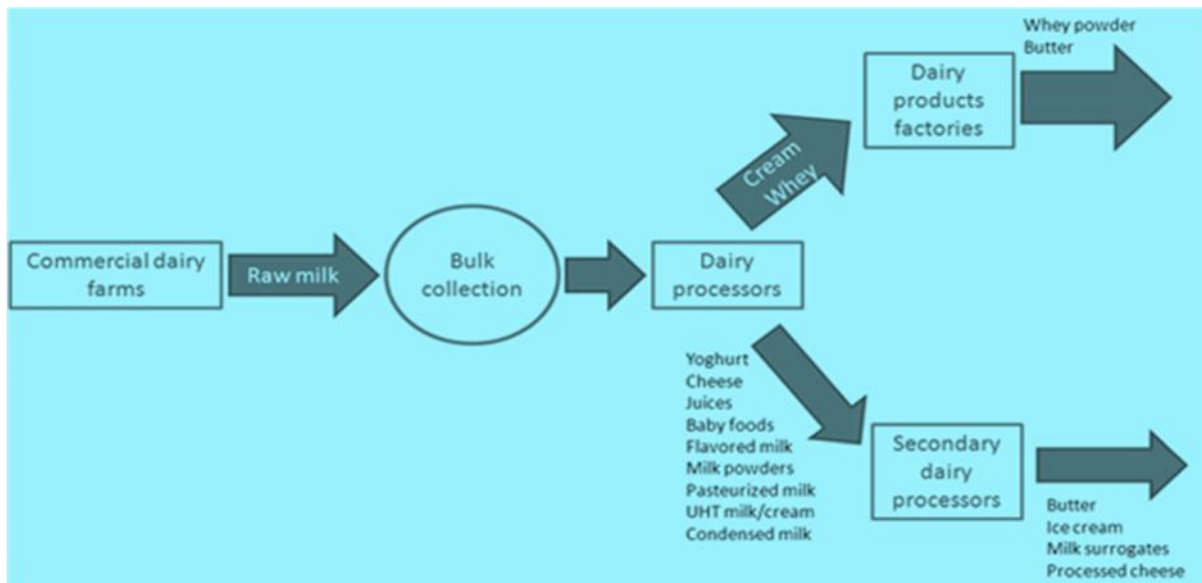 Commercial dairy
farms
Raw milk
Bulk
collection
Dairy
processors
Cream
Whey
Dairy
products
factories
Whey powder
Butter
Yoghurt
Cheese
Juices
Baby foods
Flavored milk
Milk powders
Pasteurized milk
UHT milk/cream
Condensed milk
Secondary
dairy
processors
Butter
Ice cream
Milk surrogates
Processed cheese